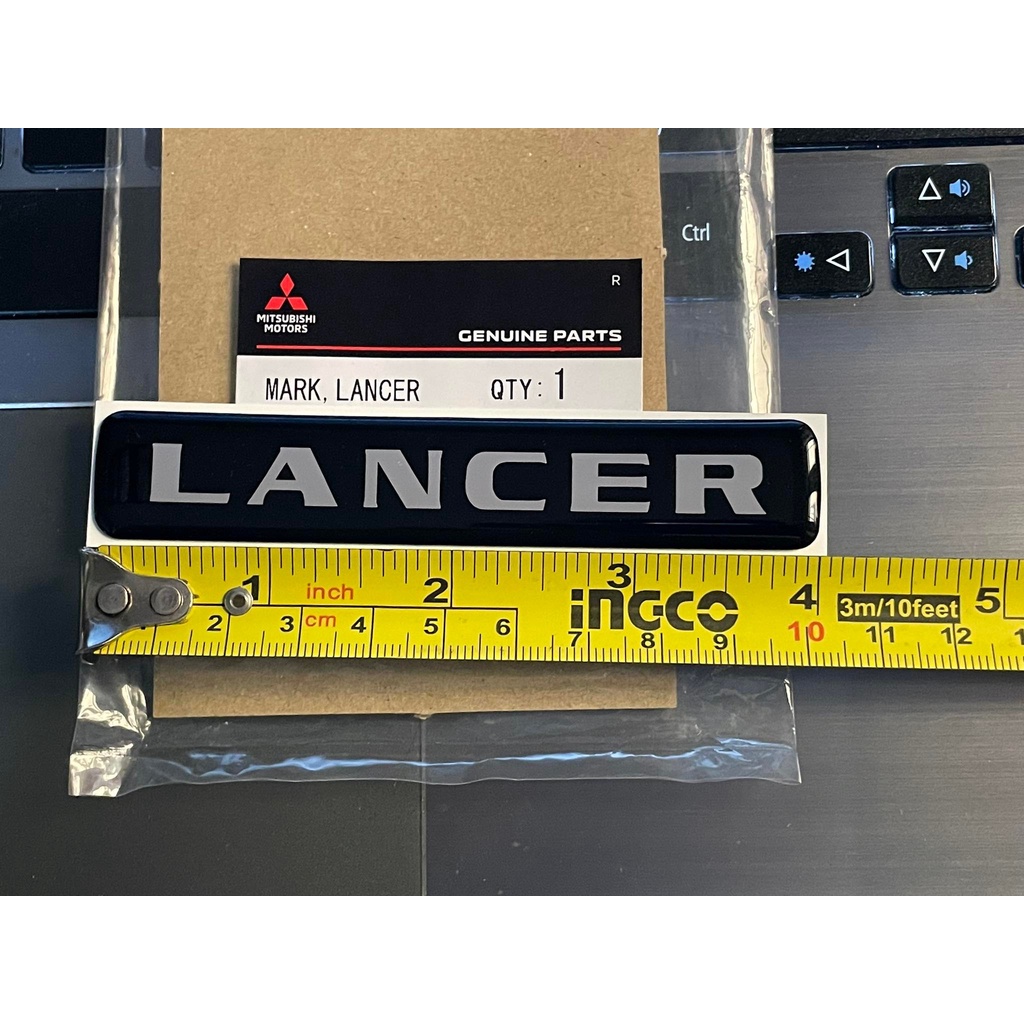 Ctrl
R
MITSUBISHI
MOTORS
GENUINE PARTS
MARK, LANCER QTY: 1
LANCER
1 inch 2 3 4 3m/10feet 5
1 2 3 cm 4 5 6 7 8 9 10 11 12
INGCO